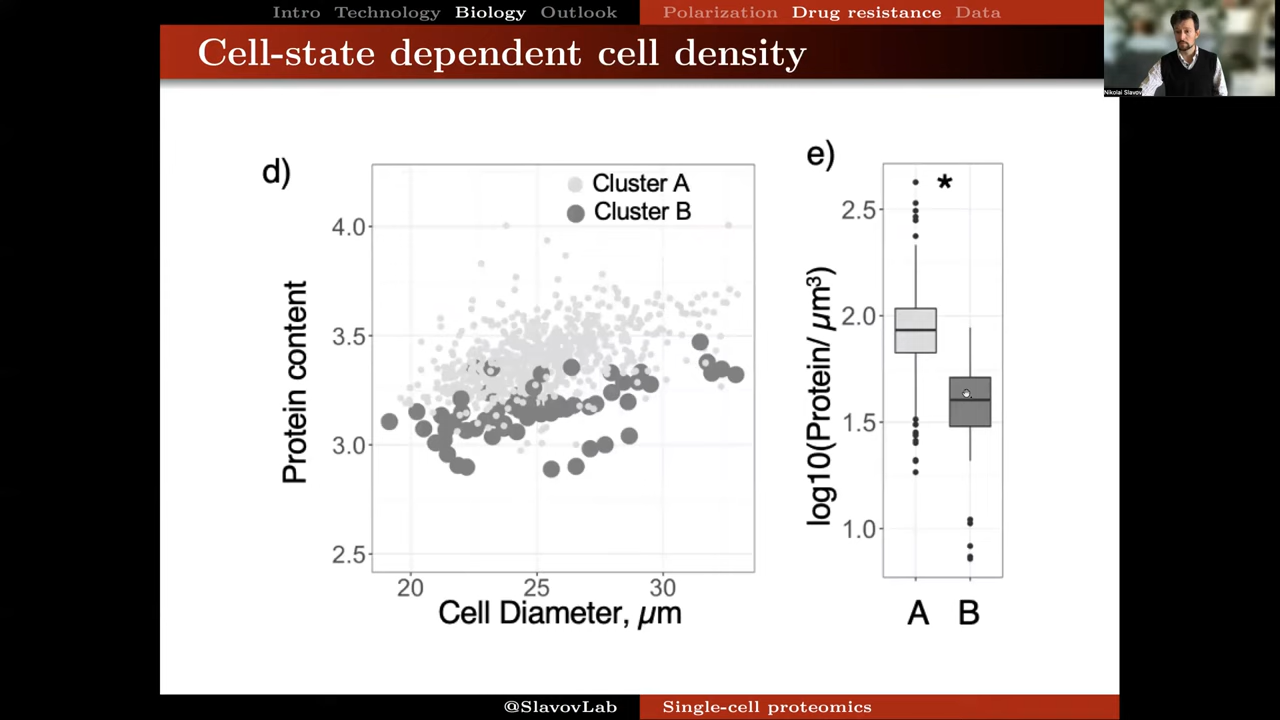 Intro Technology Biology Outlook
Polarization Drug resistance Data
Cell-state dependent cell density
Nikolai Slavov
d)
Cluster A
Cluster B
Protein content
4.0
3.5
3.0
2.5
20 25 30
Cell Diameter, µm
e)
*
log10(Protein/ µm³)
2.5
2.0
1.5
1.0
A B
@SlavovLab
Single-cell proteomics